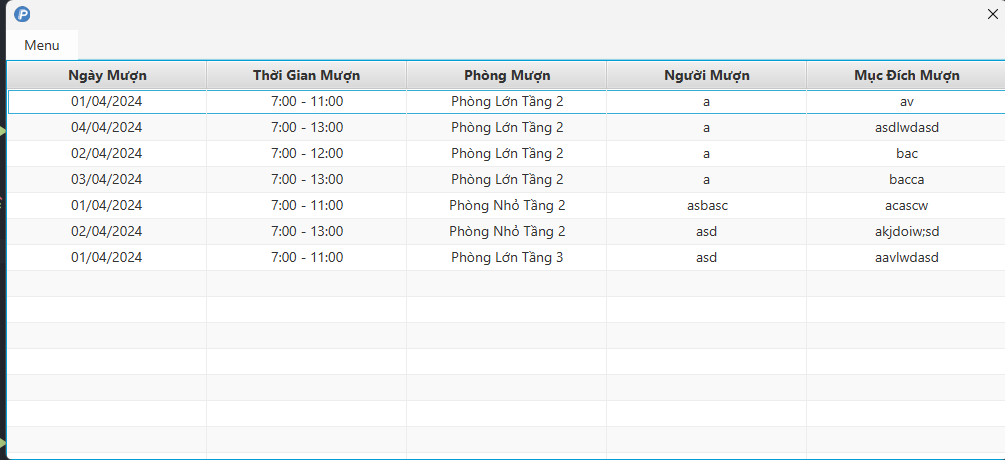 P
Menu
Ngày Mượn Thời Gian Mượn Phòng Mượn Người Mượn Mục Đích Mượn
01/04/2024 7:00 - 11:00 Phòng Lớn Tầng 2 a av
04/04/2024 7:00 - 13:00 Phòng Lớn Tầng 2 a asdlwdasd
02/04/2024 7:00 - 12:00 Phòng Lớn Tầng 2 a bac
03/04/2024 7:00 - 13:00 Phòng Lớn Tầng 2 a bacca
01/04/2024 7:00 - 11:00 Phòng Nhỏ Tầng 2 asbasc acascw
02/04/2024 7:00 - 13:00 Phòng Nhỏ Tầng 2 asd akjdoiw;sd
01/04/2024 7:00 - 11:00 Phòng Lớn Tầng 3 asd aavlwdasd